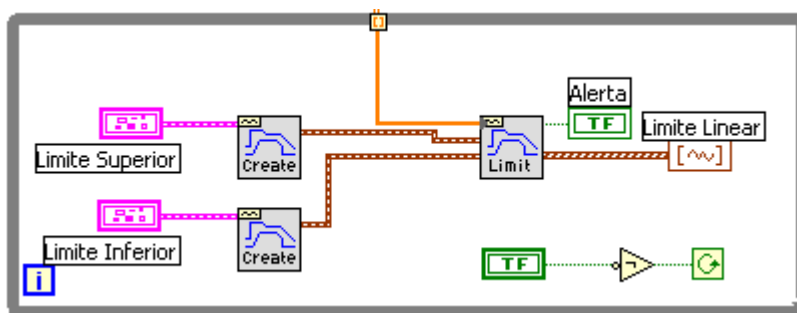 Alerta
TF
Limite Linear
Limite Superior
Create
Limit
Limite Inferior
Create
i
TF